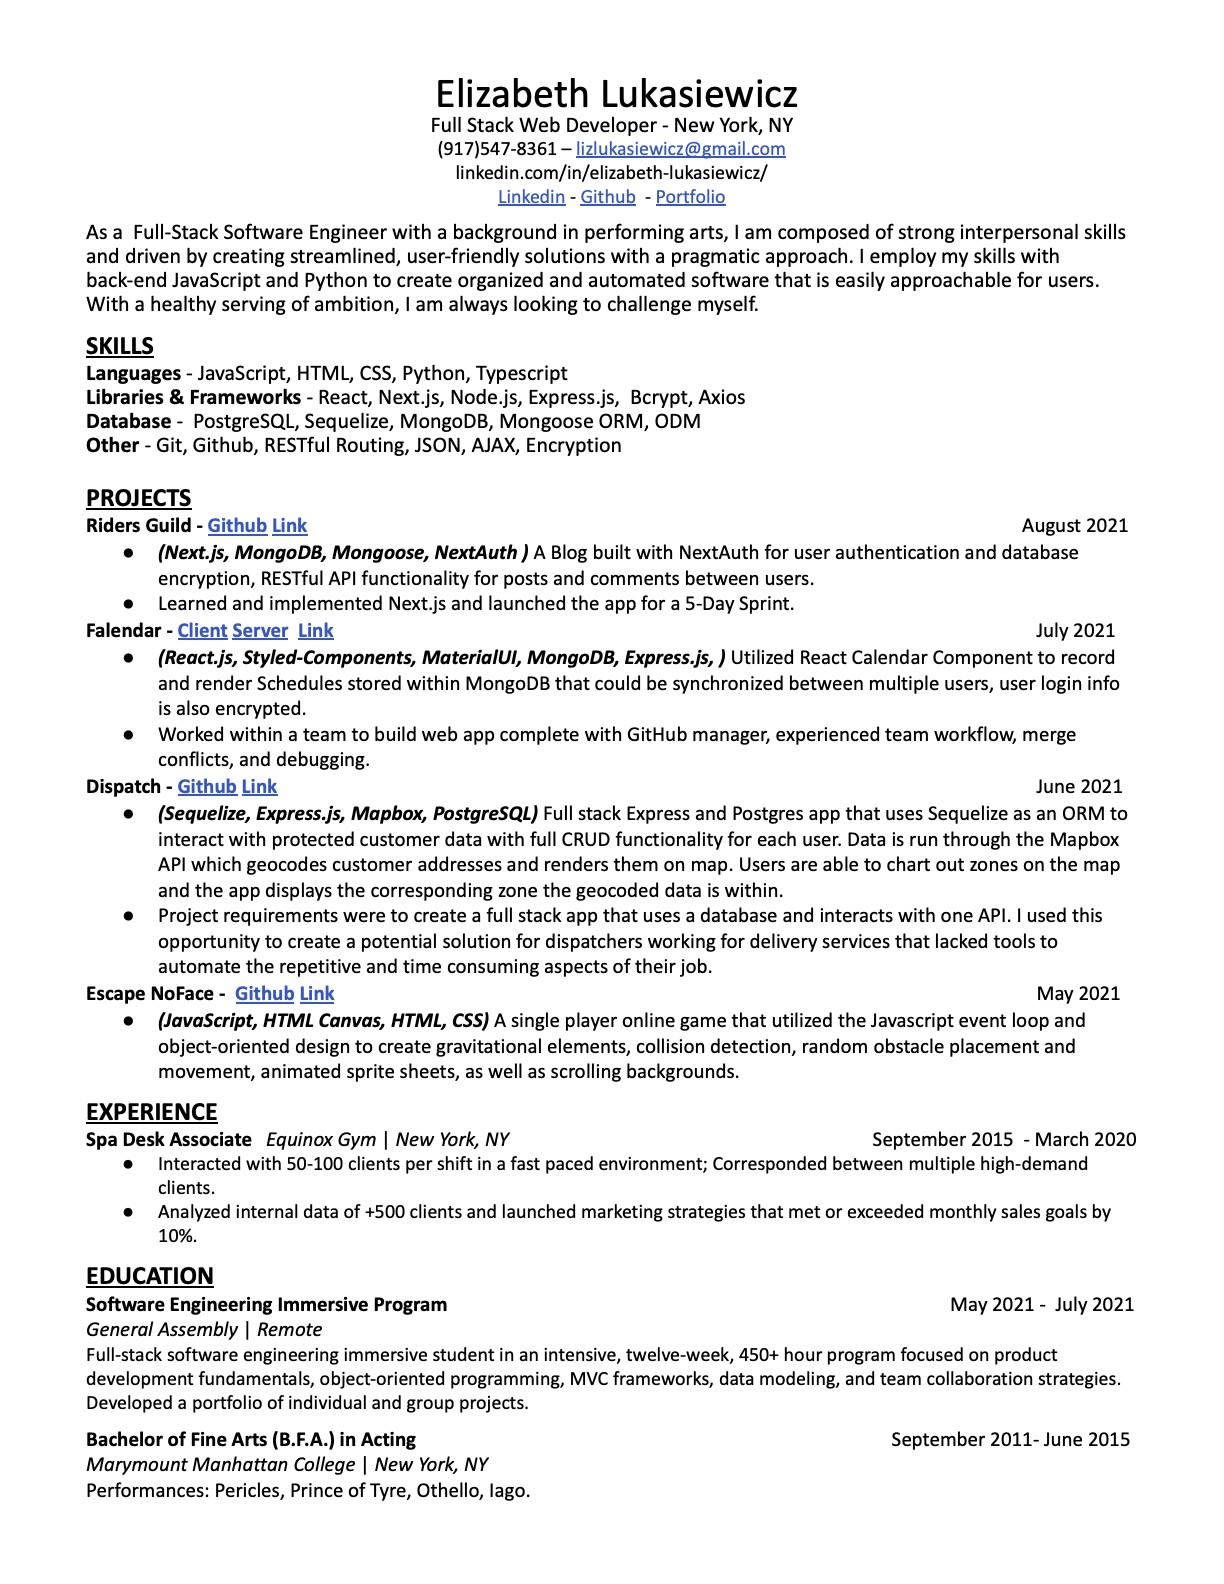 Elizabeth Lukasiewicz
Full Stack Web Developer - New York, NY
(917)547-8361 – lizlukasiewicz@gmail.com
linkedin.com/in/elizabeth-lukasiewicz/
Linkedin - Github - Portfolio
As a Full-Stack Software Engineer with a background in performing arts, I am composed of strong interpersonal skills
and driven by creating streamlined, user-friendly solutions with a pragmatic approach. I employ my skills with
back-end JavaScript and Python to create organized and automated software that is easily approachable for users.
With a healthy serving of ambition, I am always looking to challenge myself.
SKILLS
Languages - JavaScript, HTML, CSS, Python, Typescript
Libraries & Frameworks - React, Next.js, Node.js, Express.js, Bcrypt, Axios
Database - PostgreSQL, Sequelize, MongoDB, Mongoose ORM, ODM
Other - Git, Github, RESTful Routing, JSON, AJAX, Encryption
PROJECTS
Riders Guild - Github Link August 2021
● (Next.js, MongoDB, Mongoose, NextAuth ) A Blog built with NextAuth for user authentication and database
encryption, RESTful API functionality for posts and comments between users.
● Learned and implemented Next.js and launched the app for a 5-Day Sprint.
Falendar - Client Server Link July 2021
● (React.js, Styled-Components, MaterialUI, MongoDB, Express.js, ) Utilized React Calendar Component to record
and render Schedules stored within MongoDB that could be synchronized between multiple users, user login info
is also encrypted.
● Worked within a team to build web app complete with GitHub manager, experienced team workflow, merge
conflicts, and debugging.
Dispatch - Github Link June 2021
● (Sequelize, Express.js, Mapbox, PostgreSQL) Full stack Express and Postgres app that uses Sequelize as an ORM to
interact with protected customer data with full CRUD functionality for each user. Data is run through the Mapbox
API which geocodes customer addresses and renders them on map. Users are able to chart out zones on the map
and the app displays the corresponding zone the geocoded data is within.
● Project requirements were to create a full stack app that uses a database and interacts with one API. I used this
opportunity to create a potential solution for dispatchers working for delivery services that lacked tools to
automate the repetitive and time consuming aspects of their job.
Escape NoFace - Github Link May 2021
● (JavaScript, HTML Canvas, HTML, CSS) A single player online game that utilized the Javascript event loop and
object-oriented design to create gravitational elements, collision detection, random obstacle placement and
movement, animated sprite sheets, as well as scrolling backgrounds.
EXPERIENCE
Spa Desk Associate Equinox Gym | New York, NY September 2015 - March 2020
● Interacted with 50-100 clients per shift in a fast paced environment; Corresponded between multiple high-demand
clients.
● Analyzed internal data of +500 clients and launched marketing strategies that met or exceeded monthly sales goals by
10%.
EDUCATION
Software Engineering Immersive Program May 2021 - July 2021
General Assembly | Remote
Full-stack software engineering immersive student in an intensive, twelve-week, 450+ hour program focused on product
development fundamentals, object-oriented programming, MVC frameworks, data modeling, and team collaboration strategies.
Developed a portfolio of individual and group projects.
Bachelor of Fine Arts (B.F.A.) in Acting September 2011- June 2015
Marymount Manhattan College | New York, NY
Performances: Pericles, Prince of Tyre, Othello, Iago.